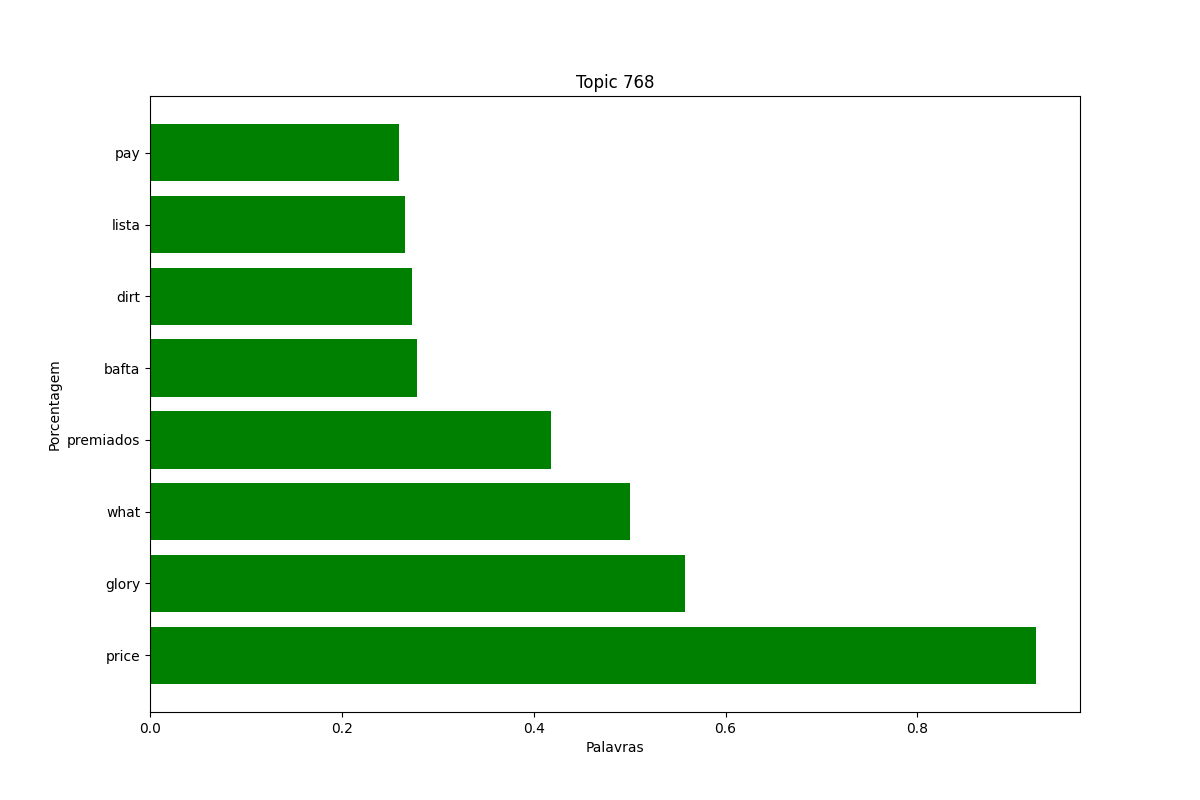 Topic 768
Porcentagem
pay
lista
dirt
bafta
premiados
what
glory
price
0.0 0.2 0.4 0.6 0.8
Palavras